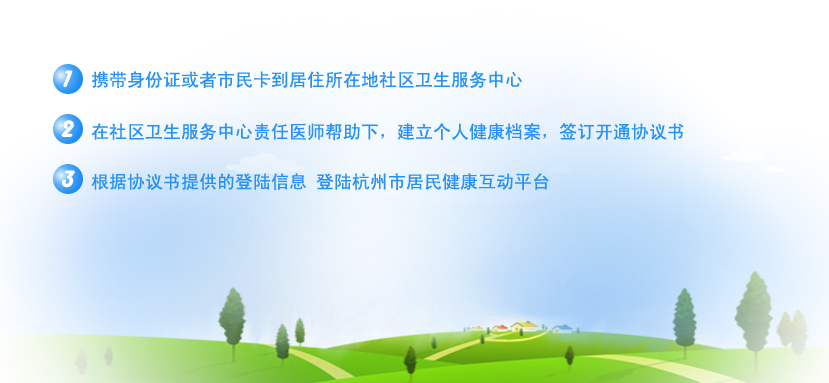 1 携带身份证或者市民卡到居住所在地社区卫生服务中心
2 在社区卫生服务中心责任医师帮助下，建立个人健康档案，签订开通协议书
3 根据协议书提供的登陆信息 登陆杭州市居民健康互动平台